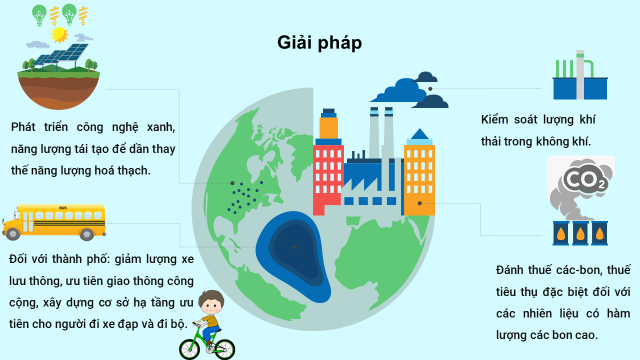 Giải pháp
Phát triển công nghệ xanh,
năng lượng tái tạo để dần thay
thế năng lượng hoá thạch.
Kiểm soát lượng khí
thải trong không khí.
BUS
Đối với thành phố: giảm lượng xe
lưu thông, ưu tiên giao thông công
cộng, xây dựng cơ sở hạ tầng ưu
tiên cho người đi xe đạp và đi bộ.
CO2
Đánh thuế các-bon, thuế
tiêu thụ đặc biệt đối với
các nhiên liệu có hàm
lượng các bon cao.